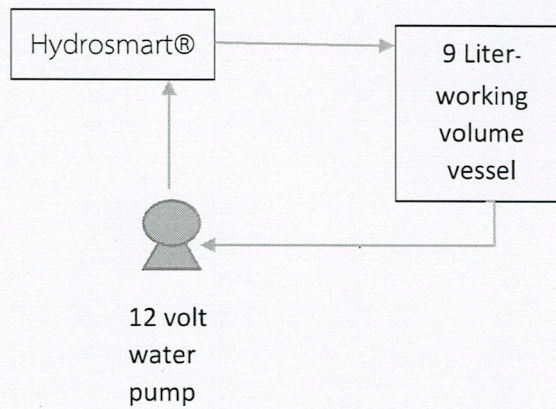 Hydrosmart®
9 Liter-
working
volume
vessel
12 volt
water
pump